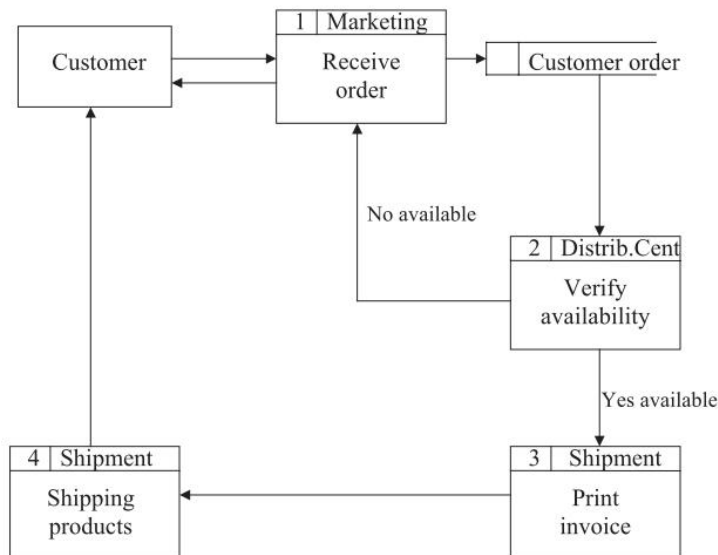 1 Marketing
Customer
Receive
order
Customer order
No available
2 Distrib.Cent
Verify
availability
Yes available
4 Shipment
Shipping
products
3 Shipment
Print
invoice